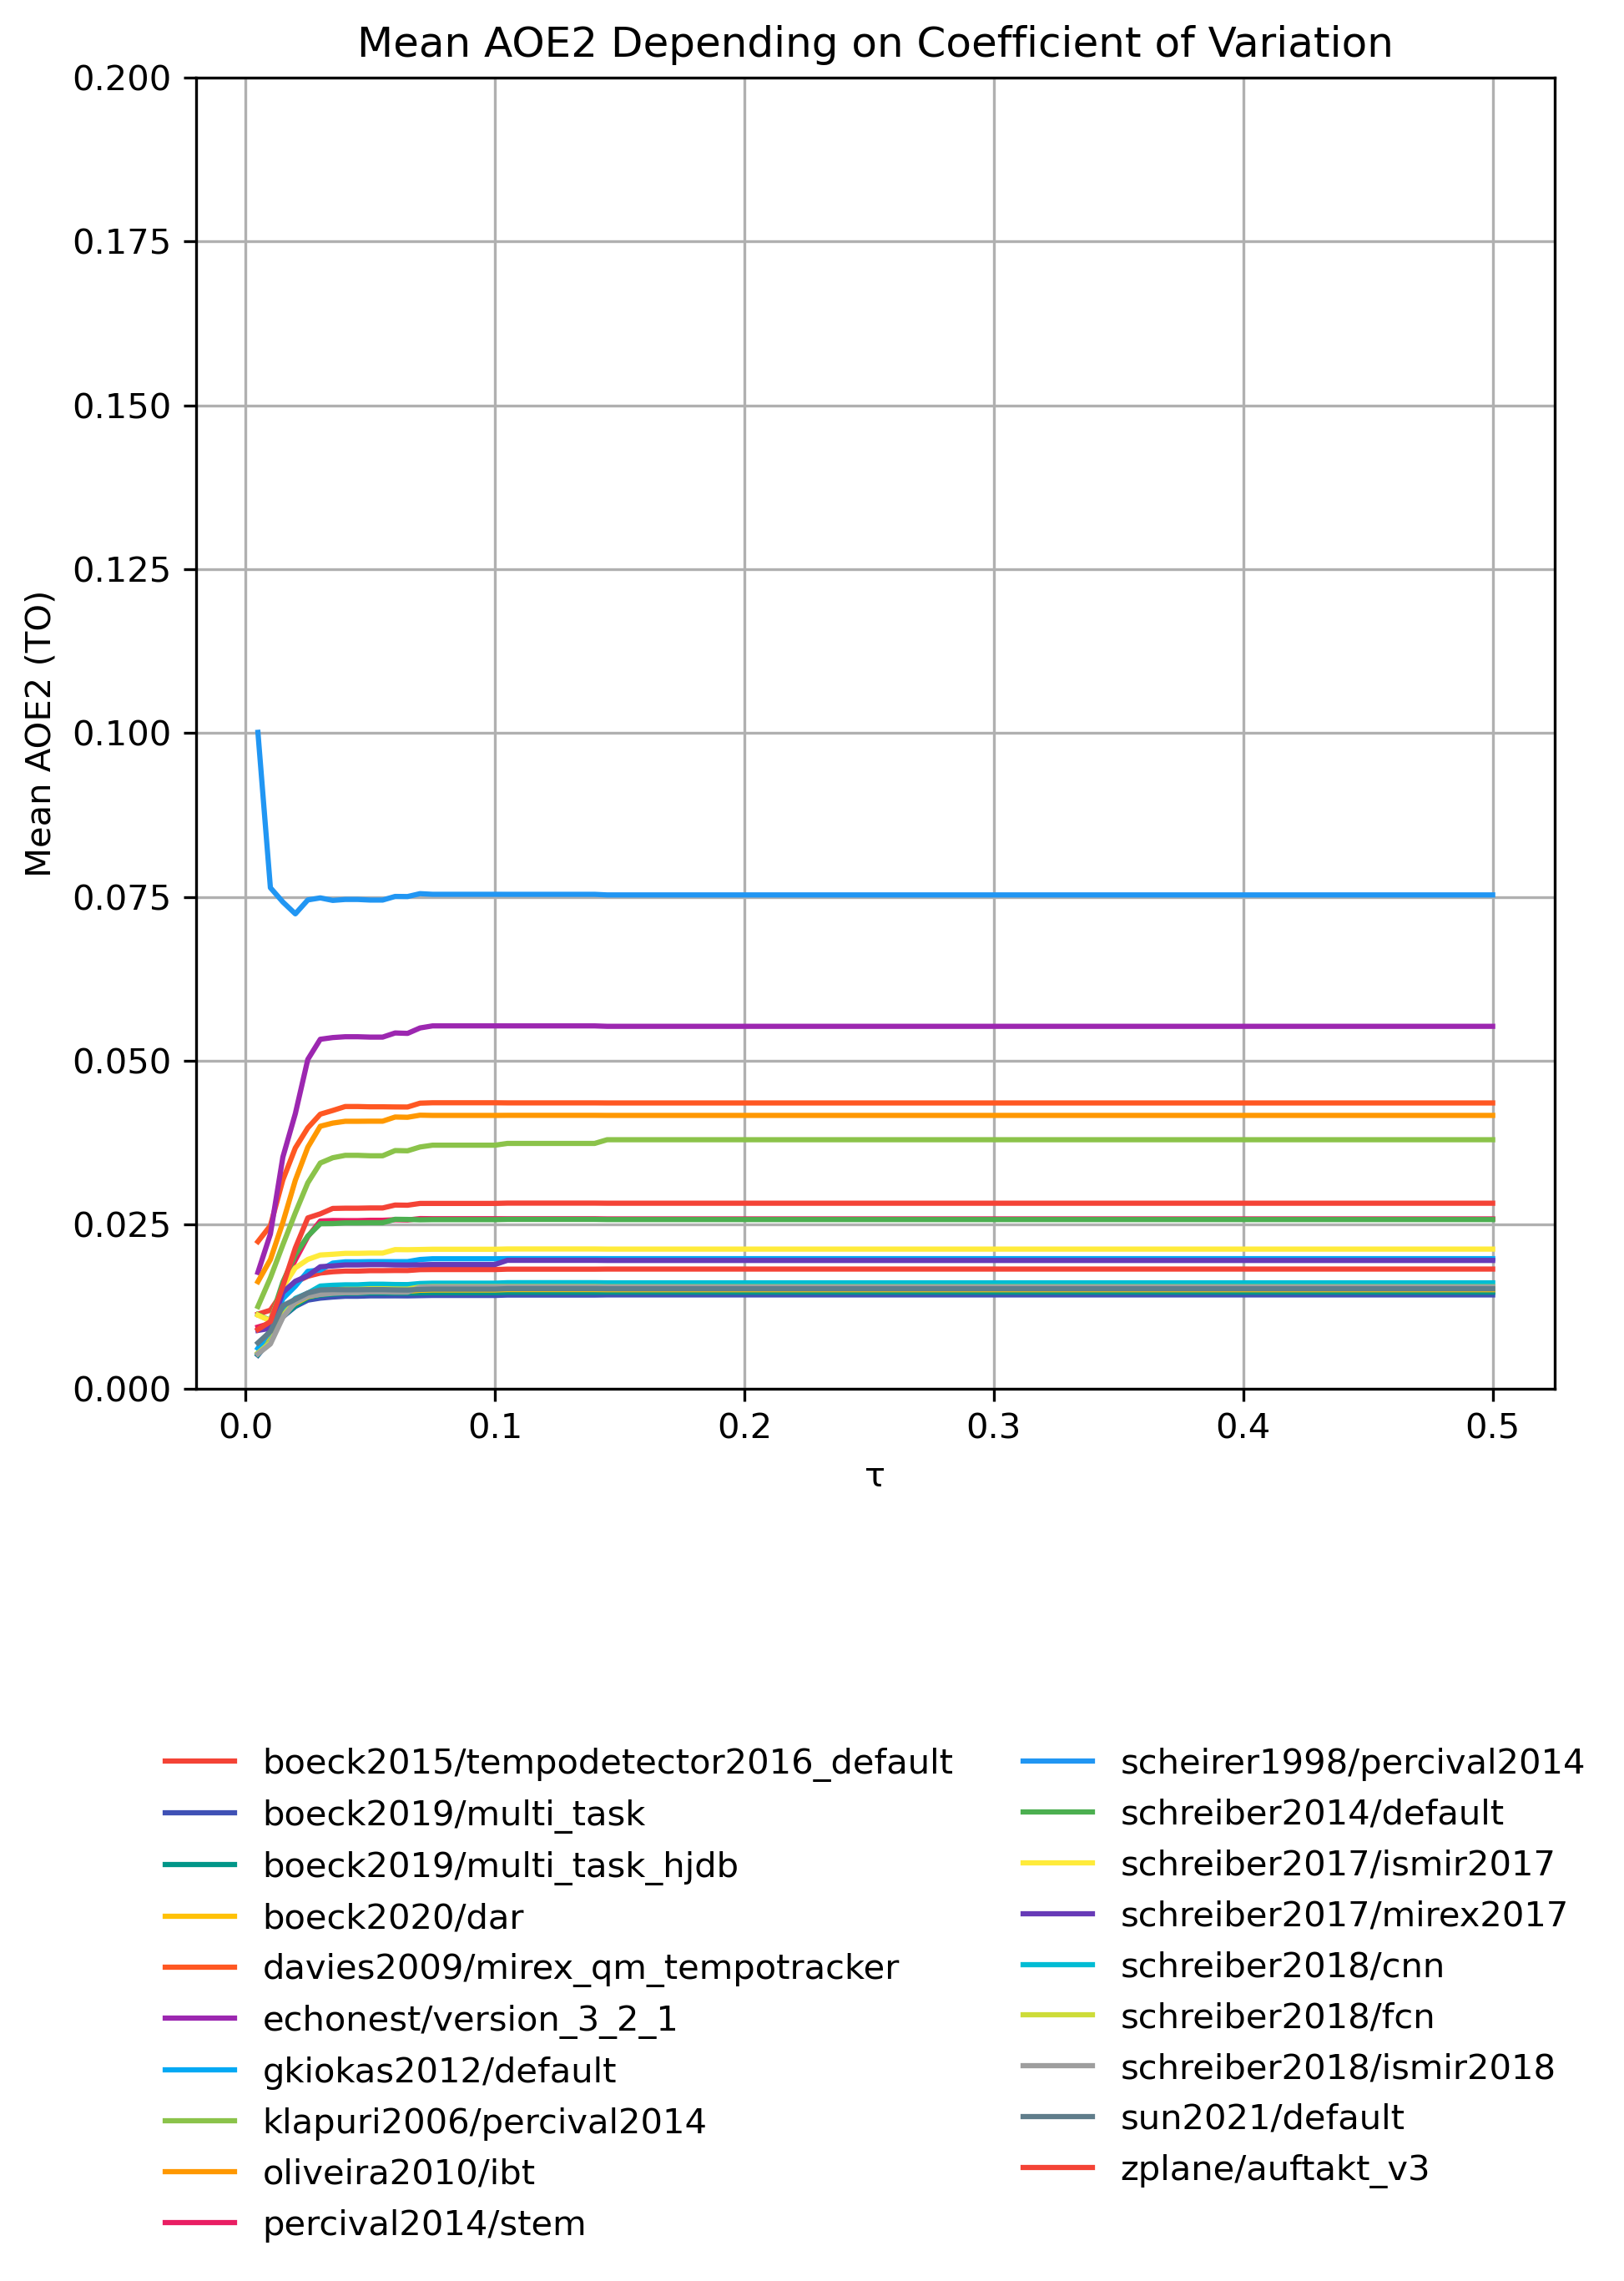 Mean AOE2 Depending on Coefficient of Variation
0.200
0.175
0.150
0.125
0.100
0.075
0.050
0.025
0.000
Mean AOE2 (TO)
0.0 0.1 0.2 0.3 0.4 0.5
τ
boeck2015/tempodetector2016_default
boeck2019/multi_task
boeck2019/multi_task_hjdb
boeck2020/dar
davies2009/mirex_qm_tempotracker
echonest/version_3_2_1
gkiokas2012/default
klapuri2006/percival2014
oliveira2010/ibt
percival2014/stem
scheirer1998/percival2014
schreiber2014/default
schreiber2017/ismir2017
schreiber2017/mirex2017
schreiber2018/cnn
schreiber2018/fcn
schreiber2018/ismir2018
sun2021/default
zplane/auftakt_v3